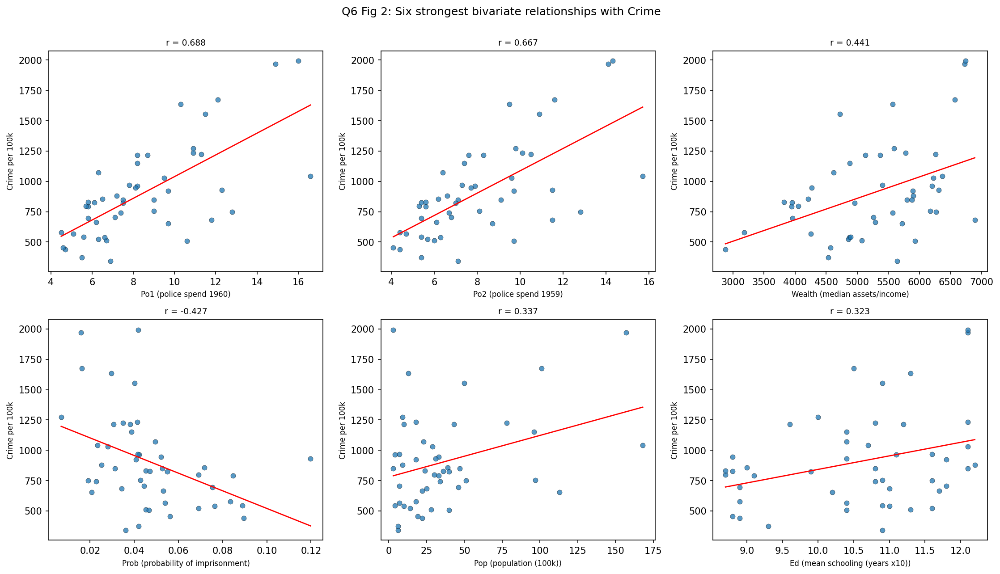 Q6 Fig 2: Six strongest bivariate relationships with Crime
r = 0.688
2000
1750
1500
1250
1000
750
500
Crime per 100k
4 6 8 10 12 14 16
Po1 (police spend 1960)
r = 0.667
2000
1750
1500
1250
1000
750
500
Crime per 100k
4 6 8 10 12 14 16
Po2 (police spend 1959)
r = 0.441
2000
1750
1500
1250
1000
750
500
Crime per 100k
3000 3500 4000 4500 5000 5500 6000 6500 7000
Wealth (median assets/income)
r = -0.427
2000
1750
1500
1250
1000
750
500
Crime per 100k
0.02 0.04 0.06 0.08 0.10 0.12
Prob (probability of imprisonment)
r = 0.337
2000
1750
1500
1250
1000
750
500
Crime per 100k
0 25 50 75 100 125 150 175
Pop (population (100k))
r = 0.323
2000
1750
1500
1250
1000
750
500
Crime per 100k
9.0 9.5 10.0 10.5 11.0 11.5 12.0
Ed (mean schooling (years x10))